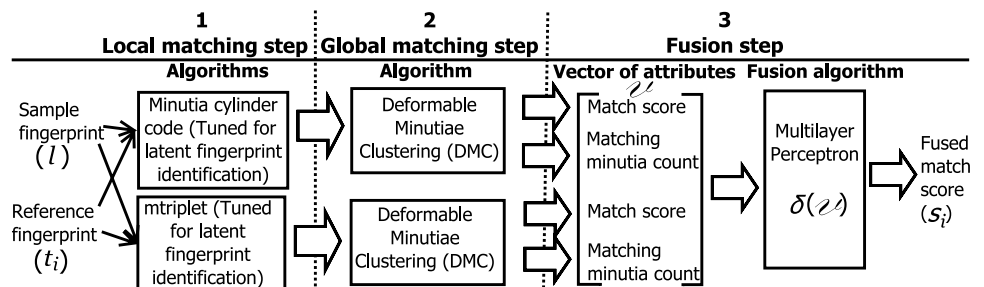 1
Local matching step
2
Global matching step
3
Fusion step
Algorithms
Algorithm
Vector of attributes
Fusion algorithm
Sample
fingerprint
(l)
Reference
fingerprint
(tᵢ)
Minutia cylinder
code (Tuned for
latent fingerprint
identification)
mtriplet (Tuned
for latent
fingerprint
identification)
Deformable
Minutiae
Clustering (DMC)
Deformable
Minutiae
Clustering (DMC)
𝒱
Match score
Matching
minutia count
Match score
Matching
minutia count
Multilayer
Perceptron
δ(𝒱)
Fused
match
score
(sᵢ)